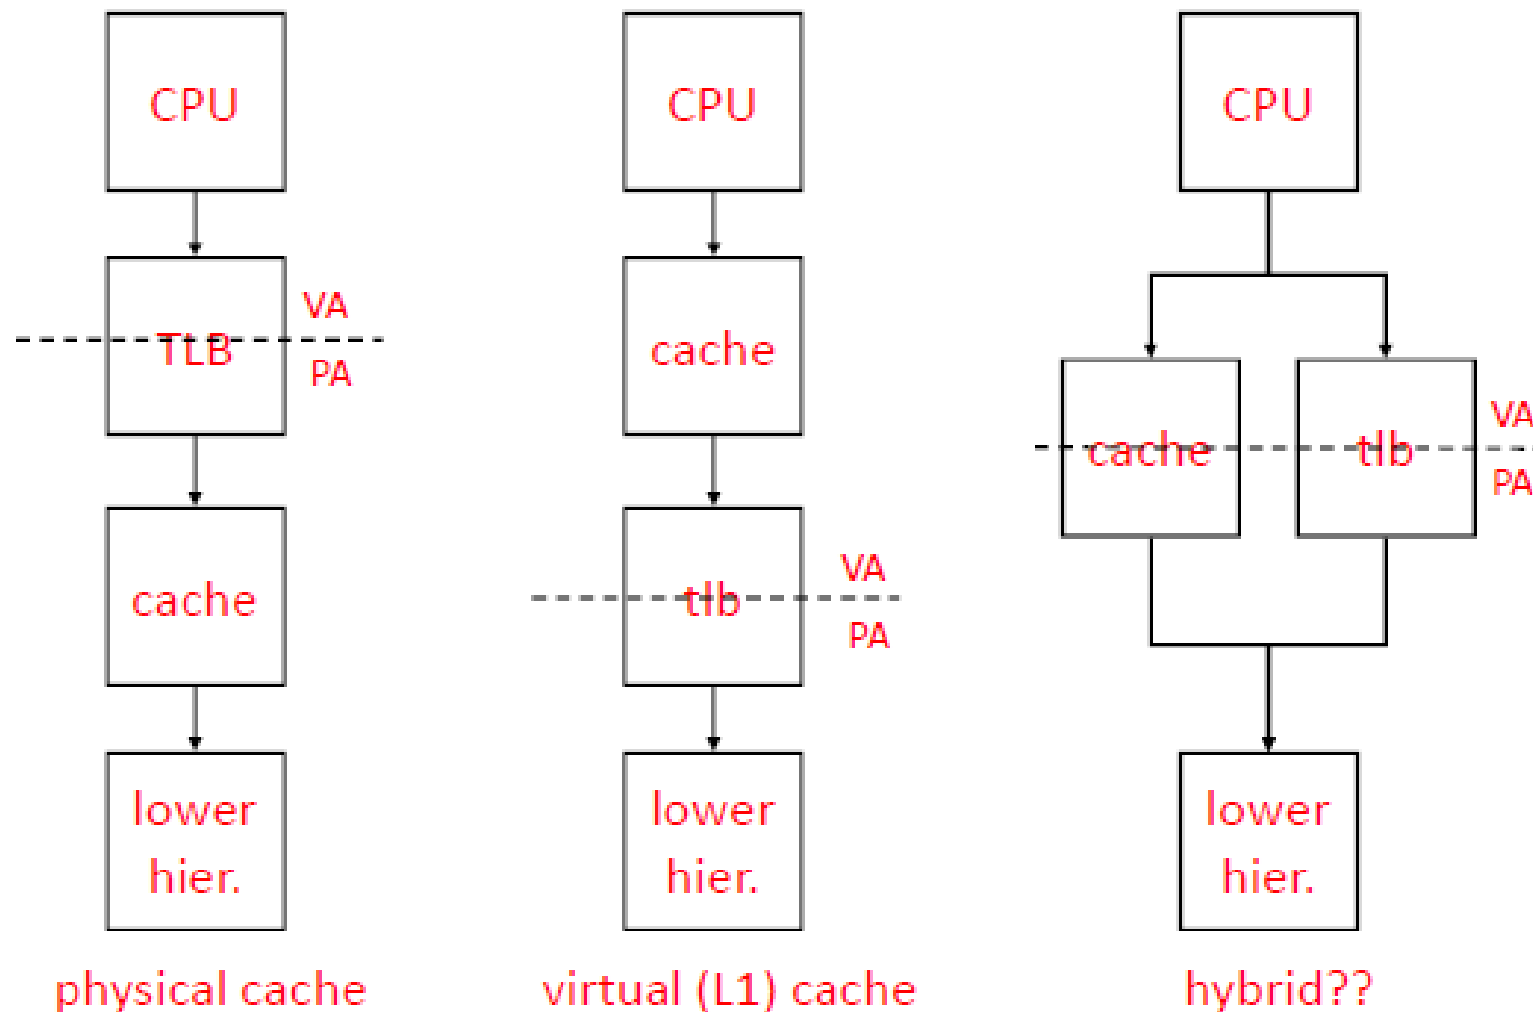 CPU
TLB
VA
PA
cache
lower
hier.
physical cache
CPU
cache
tlb
VA
PA
lower
hier.
virtual (L1) cache
CPU
cache
tlb
VA
PA
lower
hier.
hybrid??